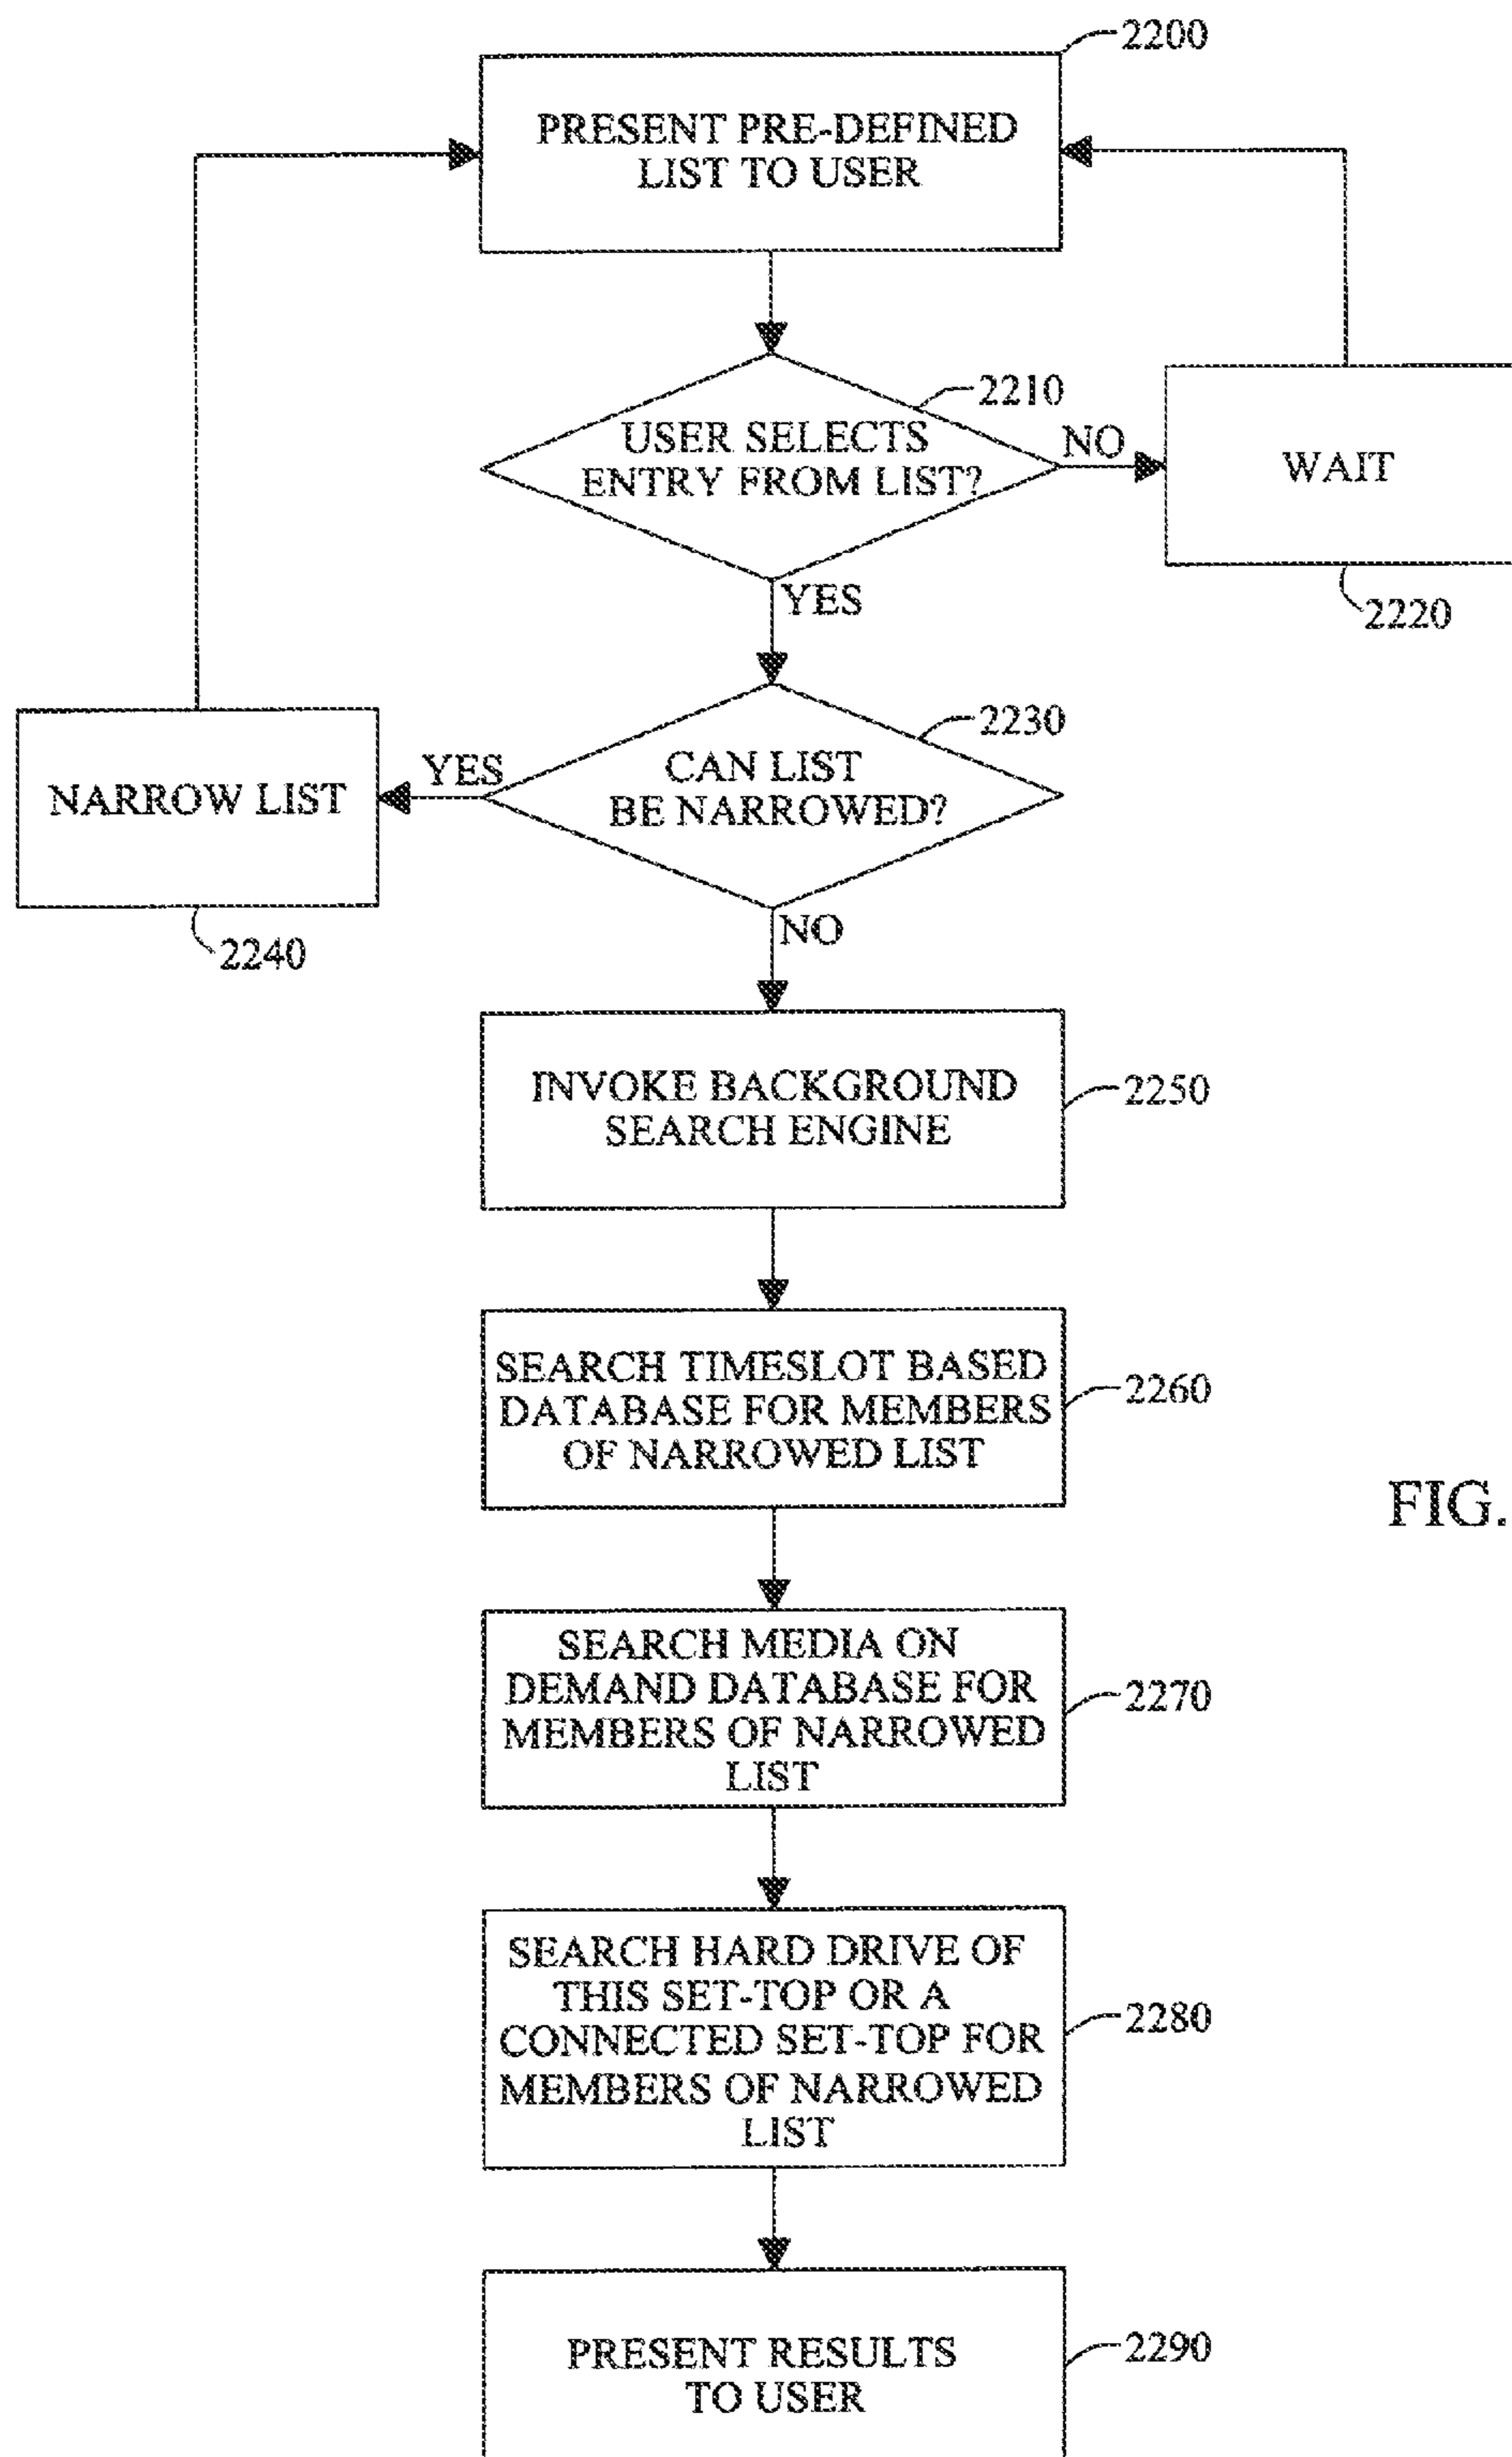 2200
PRESENT PRE-DEFINED
LIST TO USER
2210
USER SELECTS
ENTRY FROM LIST?
NO
WAIT
2220
YES
2230
CAN LIST
BE NARROWED?
YES
NARROW LIST
2240
NO
INVOKE BACKGROUND
SEARCH ENGINE
2250
SEARCH TIMESLOT BASED
DATABASE FOR MEMBERS
OF NARROWED LIST
2260
FIG.
SEARCH MEDIA ON
DEMAND DATABASE FOR
MEMBERS OF NARROWED
LIST
2270
SEARCH HARD DRIVE OF
THIS SET-TOP OR A
CONNECTED SET-TOP FOR
MEMBERS OF NARROWED
LIST
2280
PRESENT RESULTS
TO USER
2290